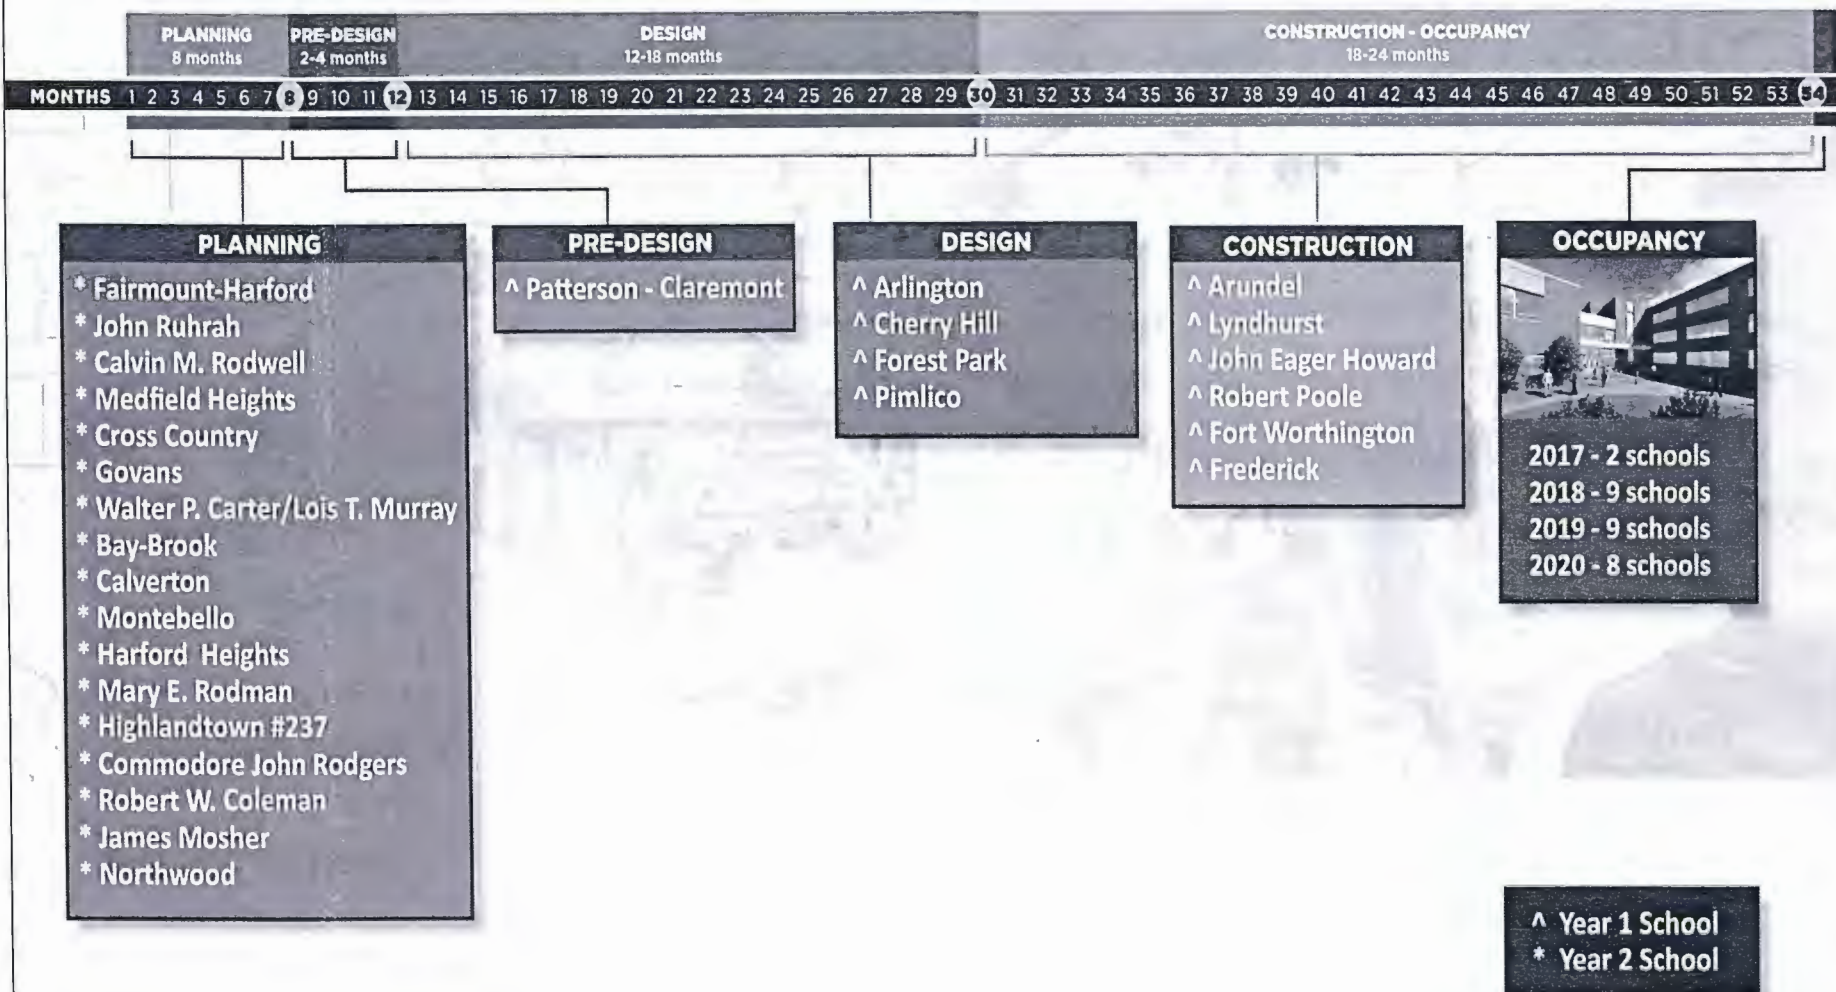 PLANNING
8 months
PRE-DESIGN
2-4 months
DESIGN
12-18 months
CONSTRUCTION - OCCUPANCY
18-24 months
MONTHS 1 2 3 4 5 6 7 8 9 10 11 12 13 14 15 16 17 18 19 20 21 22 23 24 25 26 27 28 29 30 31 32 33 34 35 36 37 38 39 40 41 42 43 44 45 46 47 48 49 50 51 52 53 54
PLANNING
* Fairmount-Harford
* John Ruhrah
* Calvin M. Rodwell
* Medfield Heights
* Cross Country
* Govans
* Walter P. Carter/Lois T. Murray
* Bay-Brook
* Calverton
* Montebello
* Harford Heights
* Mary E. Rodman
* Highlandtown #237
* Commodore John Rodgers
* Robert W. Coleman
* James Mosher
* Northwood
PRE-DESIGN
^ Patterson - Claremont
DESIGN
^ Arlington
^ Cherry Hill
^ Forest Park
^ Pimlico
CONSTRUCTION
^ Arundel
^ Lyndhurst
^ John Eager Howard
^ Robert Poole
^ Fort Worthington
^ Frederick
OCCUPANCY
2017 - 2 schools
2018 - 9 schools
2019 - 9 schools
2020 - 8 schools
^ Year 1 School
* Year 2 School